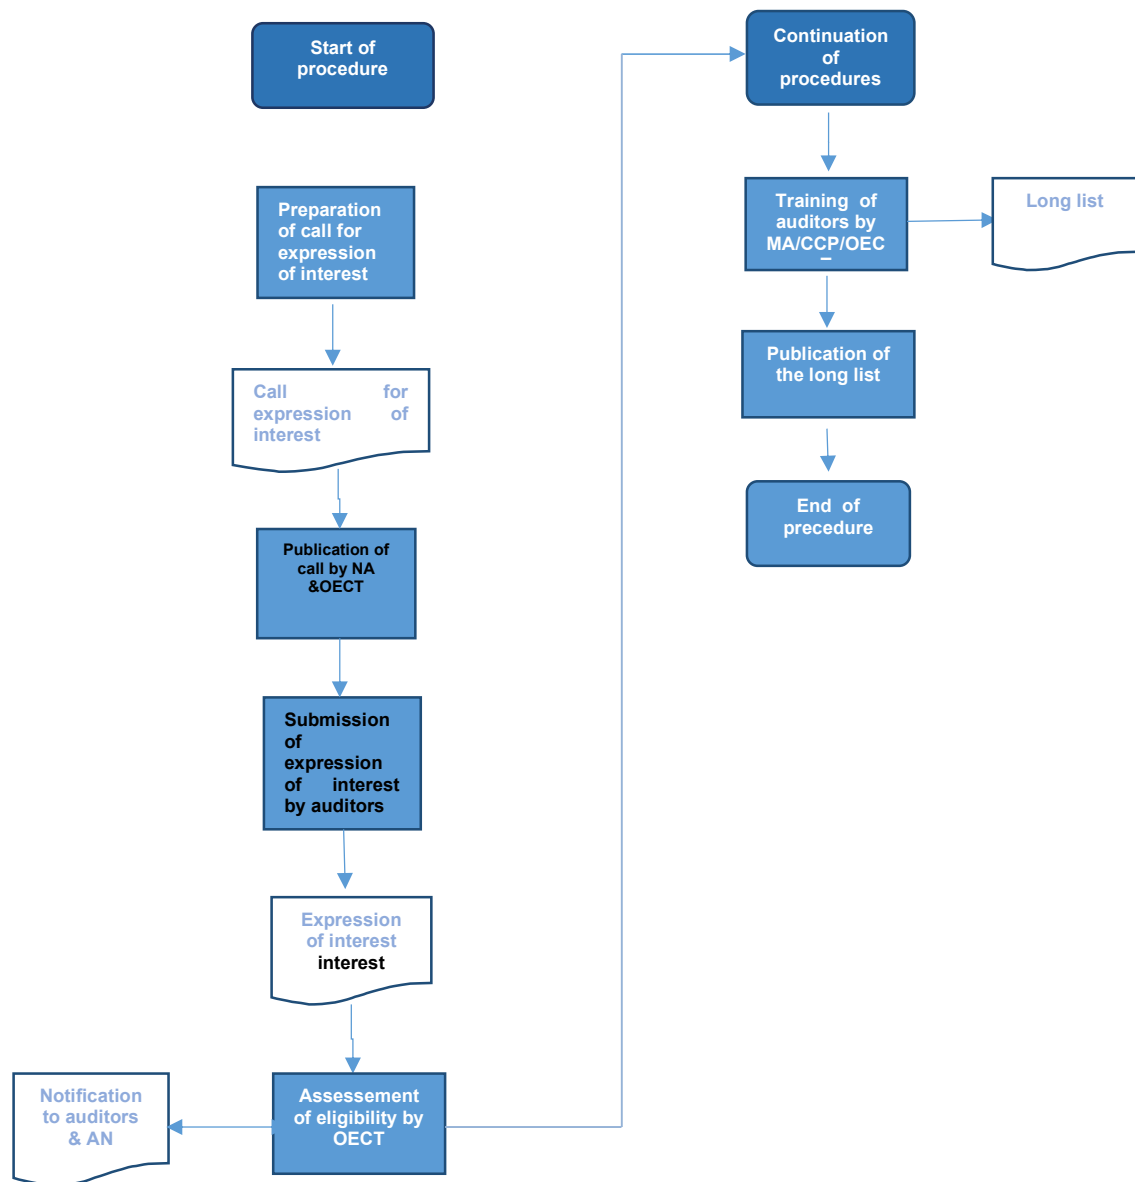 Start of
procedure
Preparation
of call for
expression
of interest
Call for
expression of
interest
Publication of
call by NA
&OECT
Submission
of
expression
of interest
by auditors
Expression
of interest
interest
Notification
to auditors
& AN
Assessement
of eligibility by
OECT
Continuation
of
procedures
Training of
auditors by
MA/CCP/OEC
Long list
Publication of
the long list
End of
precedure